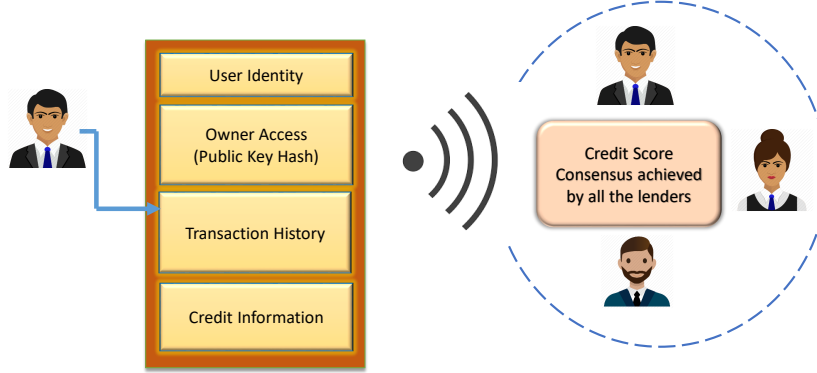 User Identity
Owner Access
(Public Key Hash)
Transaction History
Credit Information
Credit Score
Consensus achieved
by all the lenders